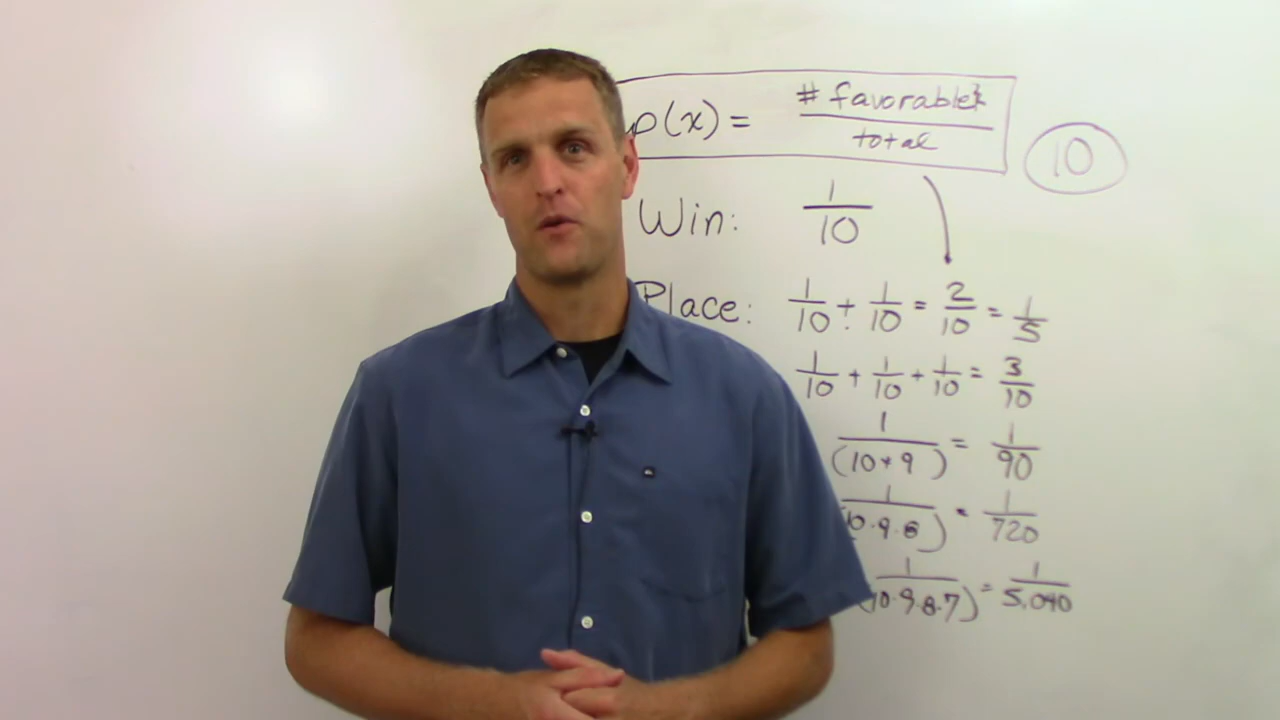 p(x) = # favorable / total
10
Win: 1/10
Place: 1/10 + 1/10 = 2/10 = 1/5
1/10 + 1/10 + 1/10 = 3/10
1/(10*9) = 1/90
1/(10·9·8) = 1/720
1/(10·9·8·7) = 1/5,040